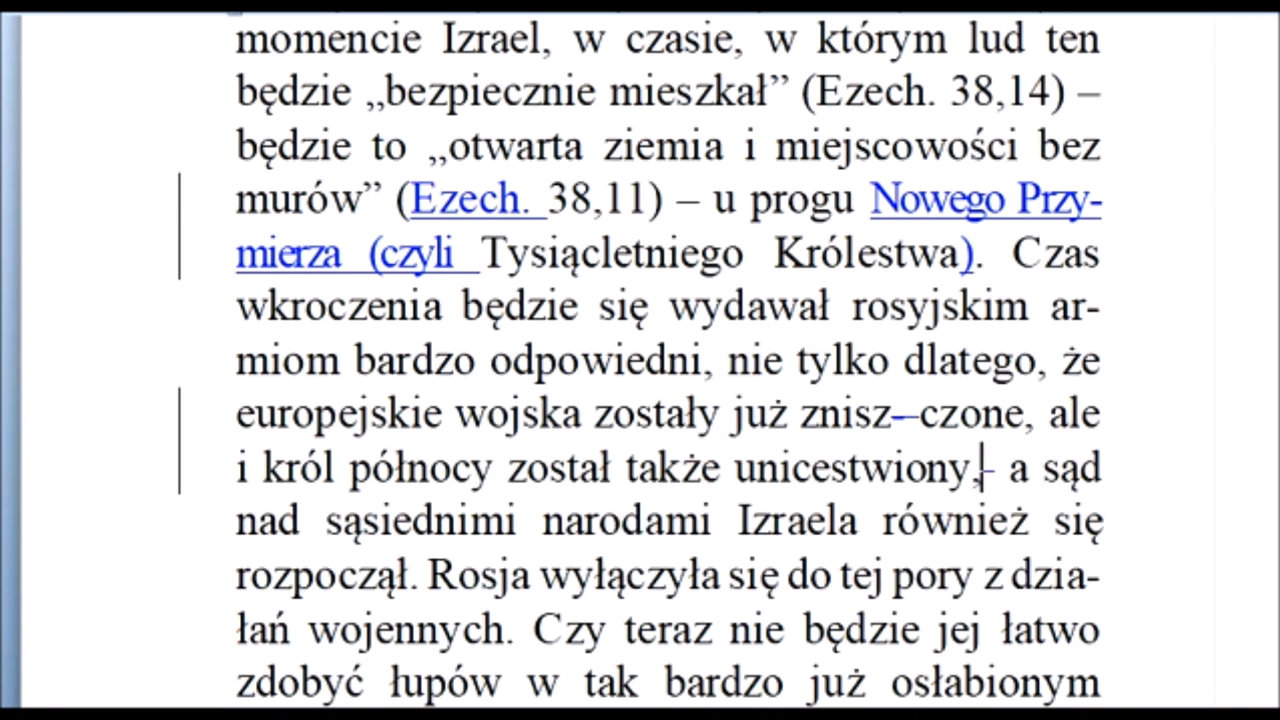 momencie Izrael, w czasie, w którym lud ten
będzie „bezpiecznie mieszkał” (Ezech. 38,14) –
będzie to „otwarta ziemia i miejscowości bez
murów” (Ezech. 38,11) – u progu Nowego Przy-
mierza (czyli Tysiącletniego Królestwa). Czas
wkroczenia będzie się wydawał rosyjskim ar-
miom bardzo odpowiedni, nie tylko dlatego, że
europejskie wojska zostały już znisz-czone, ale
i król północy został także unicestwiony,- a sąd
nad sąsiednimi narodami Izraela również się
rozpoczął. Rosja wyłączyła się do tej pory z dzia-
łań wojennych. Czy teraz nie będzie jej łatwo
zdobyć łupów w tak bardzo już osłabionym